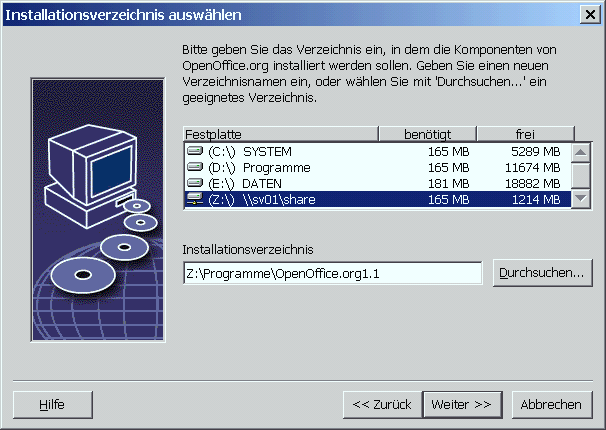 Installationsverzeichnis auswählen
Bitte geben Sie das Verzeichnis ein, in dem die Komponenten von
OpenOffice.org installiert werden sollen. Geben Sie einen neuen
Verzeichnisnamen ein, oder wählen Sie mit 'Durchsuchen...' ein
geeignetes Verzeichnis.
Festplatte benötigt frei
(C:\) SYSTEM 165 MB 5289 MB
(D:\) Programme 165 MB 11674 MB
(E:\) DATEN 181 MB 18882 MB
(Z:\) \\sv01\share 165 MB 1214 MB
Installationsverzeichnis
Z:\Programme\OpenOffice.org1.1 Durchsuchen...
Hilfe << Zurück Weiter >> Abbrechen